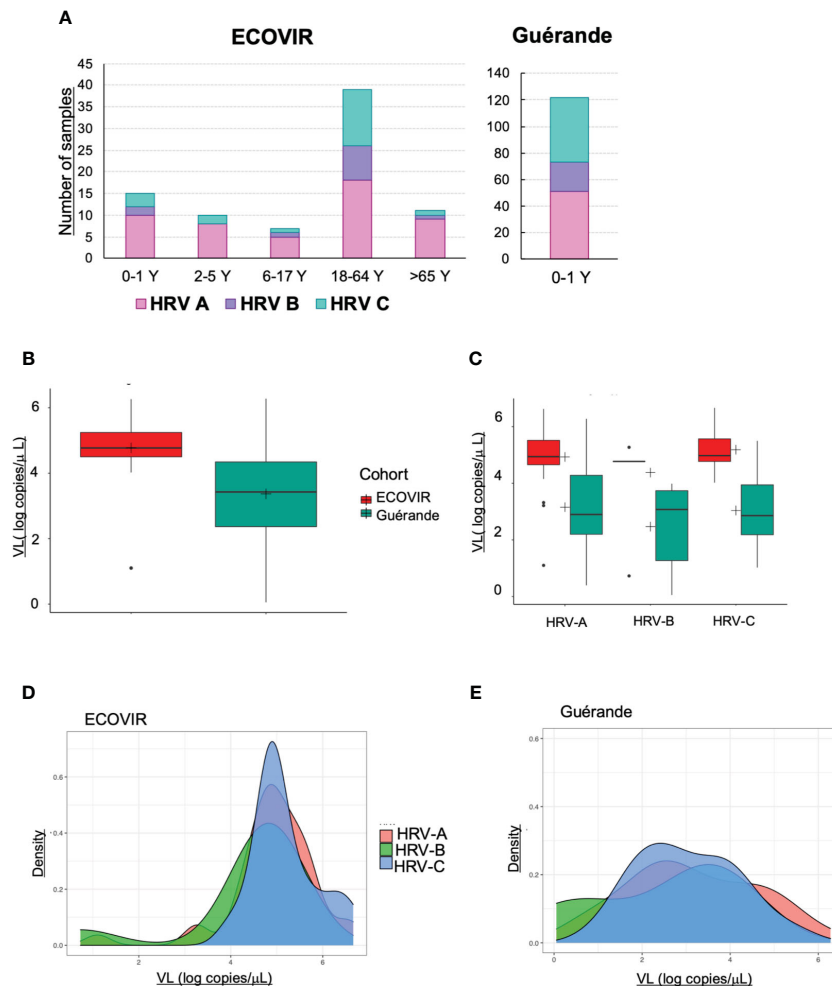 A
ECOVIR
Guérande
Number of samples
45
40
35
30
25
20
15
10
5
0
0-1 Y
2-5 Y
6-17 Y
18-64 Y
>65 Y
140
120
100
80
60
40
20
0
0-1 Y
HRV A
HRV B
HRV C
B
VL( log copies/μ L)
6
4
2
0
Cohort
ECOVIR
Guérande
C
VL( log copies/μ L)
6
4
2
0
HRV-A
HRV-B
HRV-C
D
ECOVIR
Density
0.6
0.4
0.2
0.0
2
4
6
VL (log copies/μL)
HRV-A
HRV-B
HRV-C
E
Guérande
Density
0.6
0.4
0.2
0.0
0
2
4
6
VL (log copies/μL)